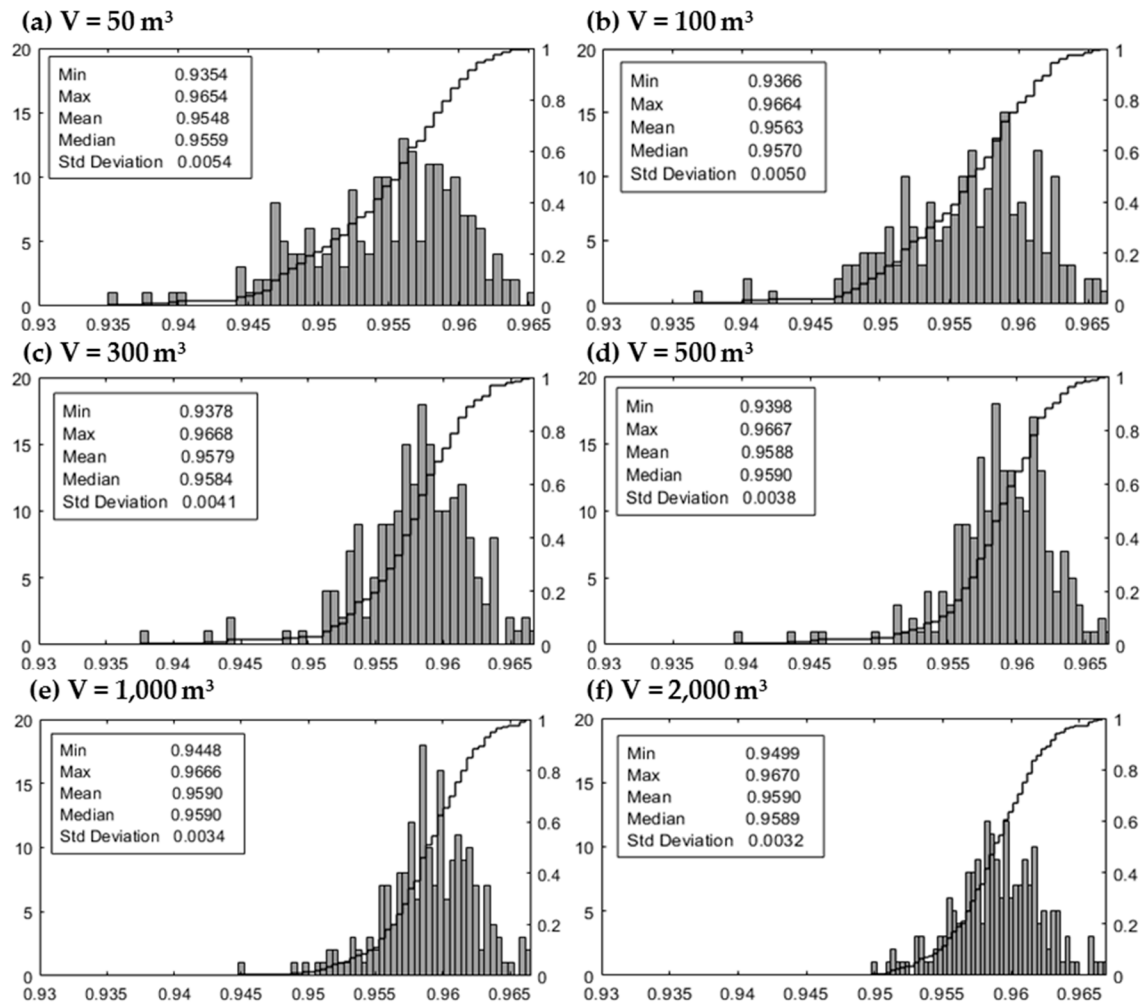 (a) V = 50 m³
20
15
10
5
0
Min 0.9354
Max 0.9654
Mean 0.9548
Median 0.9559
Std Deviation 0.0054
1
0.8
0.6
0.4
0.2
0
0.93 0.935 0.94 0.945 0.95 0.955 0.96 0.965
(b) V = 100 m³
20
15
10
5
0
Min 0.9366
Max 0.9664
Mean 0.9563
Median 0.9570
Std Deviation 0.0050
1
0.8
0.6
0.4
0.2
0
0.93 0.935 0.94 0.945 0.95 0.955 0.96 0.965
(c) V = 300 m³
20
15
10
5
0
Min 0.9378
Max 0.9668
Mean 0.9579
Median 0.9584
Std Deviation 0.0041
1
0.8
0.6
0.4
0.2
0
0.93 0.935 0.94 0.945 0.95 0.955 0.96 0.965
(d) V = 500 m³
20
15
10
5
0
Min 0.9398
Max 0.9667
Mean 0.9588
Median 0.9590
Std Deviation 0.0038
1
0.8
0.6
0.4
0.2
0
0.93 0.935 0.94 0.945 0.95 0.955 0.96 0.965
(e) V = 1,000 m³
20
15
10
5
0
Min 0.9448
Max 0.9666
Mean 0.9590
Median 0.9590
Std Deviation 0.0034
1
0.8
0.6
0.4
0.2
0
0.93 0.935 0.94 0.945 0.95 0.955 0.96 0.965
(f) V = 2,000 m³
20
15
10
5
0
Min 0.9499
Max 0.9670
Mean 0.9590
Median 0.9589
Std Deviation 0.0032
1
0.8
0.6
0.4
0.2
0
0.93 0.935 0.94 0.945 0.95 0.955 0.96 0.965